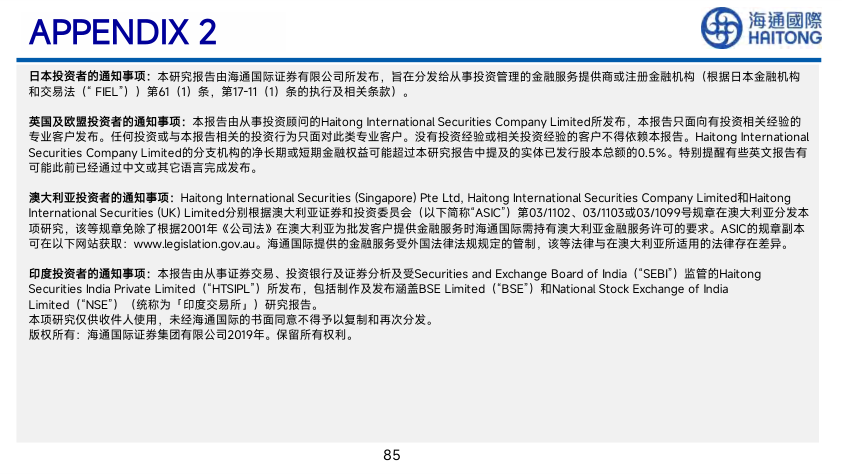 APPENDIX 2
海通國際
HAITONG
日本投资者的通知事项：本研究报告由海通国际证券有限公司所发布，旨在分发给从事投资管理的金融服务提供商或注册金融机构（根据日本金融机构
和交易法（“ FIEL”））第61（1）条，第17-11（1）条的执行及相关条款）。
英国及欧盟投资者的通知事项：本报告由从事投资顾问的Haitong International Securities Company Limited所发布，本报告只面向有投资相关经验的
专业客户发布。任何投资或与本报告相关的投资行为只面对此类专业客户。没有投资经验或相关投资经验的客户不得依赖本报告。Haitong International
Securities Company Limited的分支机构的净长期或短期金融权益可能超过本研究报告中提及的实体已发行股本总额的0.5%。特别提醒有些英文报告有
可能此前已经通过中文或其它语言完成发布。
澳大利亚投资者的通知事项：Haitong International Securities (Singapore) Pte Ltd, Haitong International Securities Company Limited和Haitong
International Securities (UK) Limited分别根据澳大利亚证券和投资委员会（以下简称“ASIC”）第03/1102、03/1103或03/1099号规章在澳大利亚分发本
项研究，该等规章免除了根据2001年《公司法》在澳大利亚为批发客户提供金融服务时海通国际需持有澳大利亚金融服务许可的要求。ASIC的规章副本
可在以下网站获取：www.legislation.gov.au。海通国际提供的金融服务受外国法律法规规定的管制，该等法律与在澳大利亚所适用的法律存在差异。
印度投资者的通知事项：本报告由从事证券交易、投资银行及证券分析及受Securities and Exchange Board of India（“SEBI”）监管的Haitong
Securities India Private Limited（“HTSIPL”）所发布，包括制作及发布涵盖BSE Limited（“BSE”）和National Stock Exchange of India
Limited（“NSE”）（统称为「印度交易所」）研究报告。
本项研究仅供收件人使用，未经海通国际的书面同意不得予以复制和再次分发。
版权所有：海通国际证券集团有限公司2019年。保留所有权利。
85